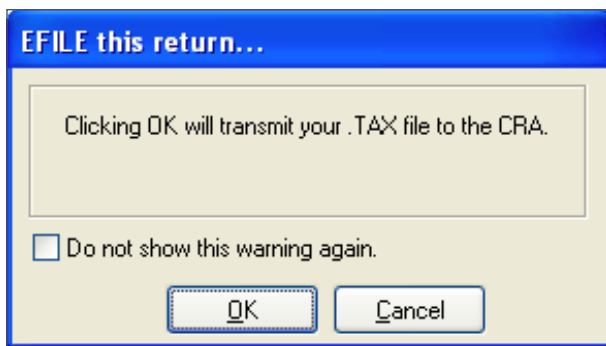 EFILE this return...
Clicking OK will transmit your .TAX file to the CRA.
Do not show this warning again.
OK
Cancel